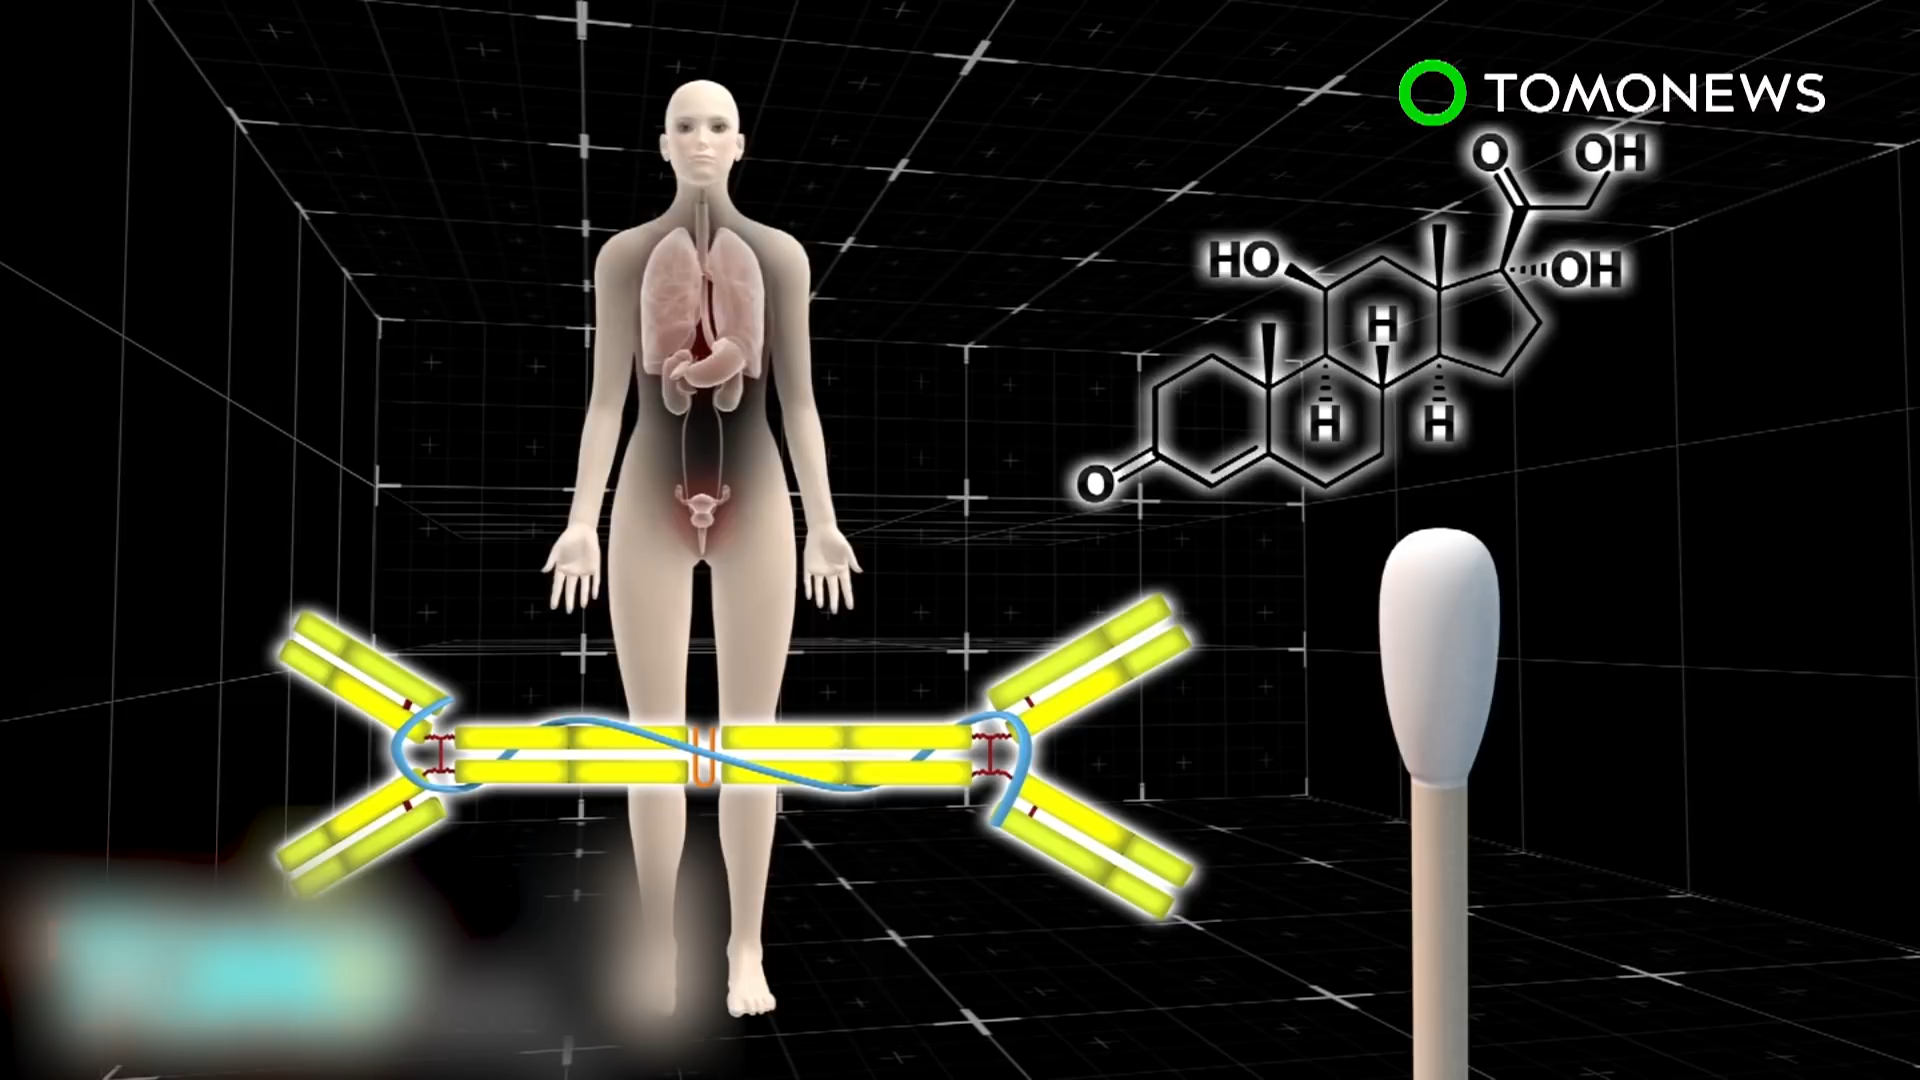 TOMONEWS
O OH
HO OH
H
H H
O